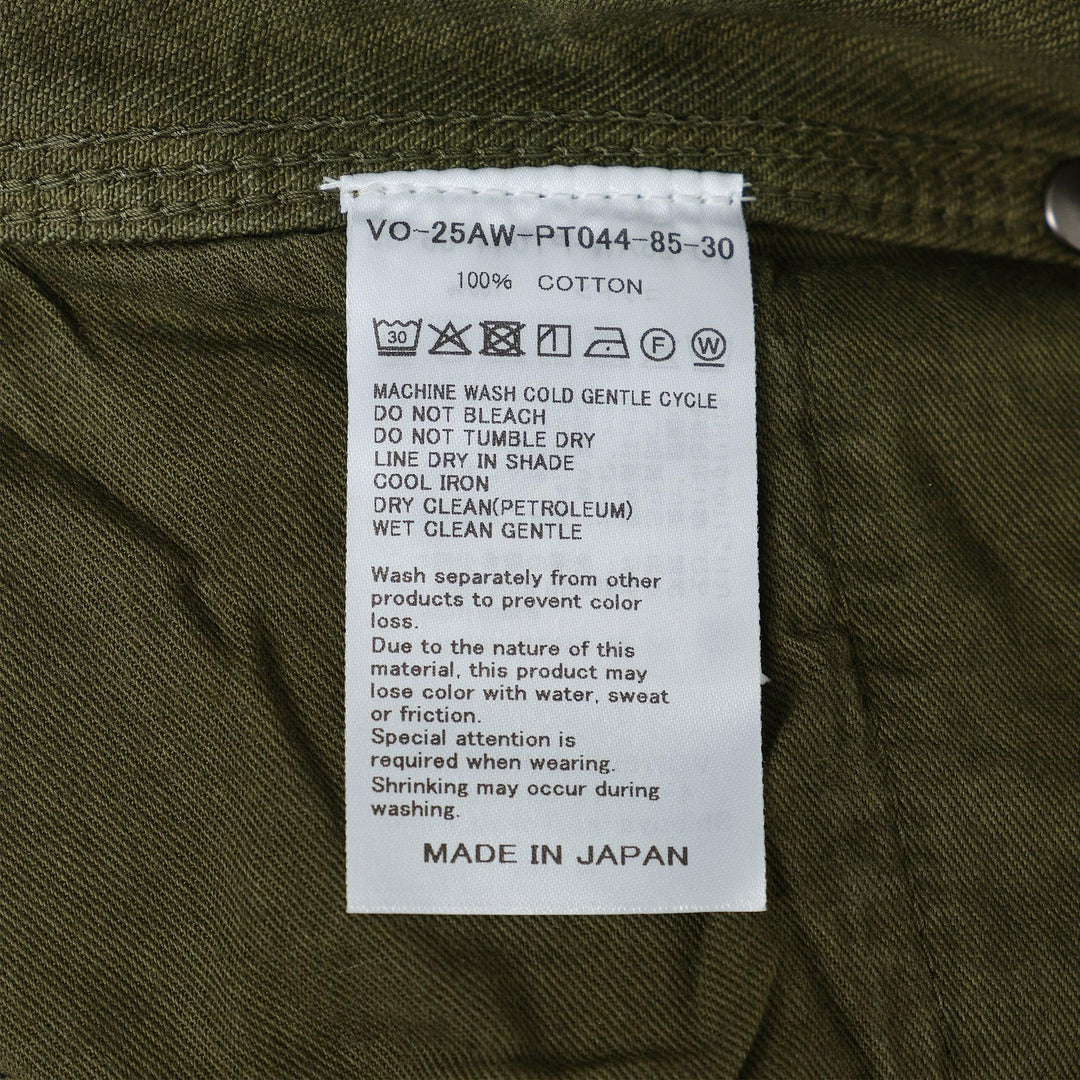 VO-25AW-PT044-85-30
100% COTTON
30 F W
MACHINE WASH COLD GENTLE CYCLE
DO NOT BLEACH
DO NOT TUMBLE DRY
LINE DRY IN SHADE
COOL IRON
DRY CLEAN(PETROLEUM)
WET CLEAN GENTLE
Wash separately from other
products to prevent color
loss.
Due to the nature of this
material, this product may
lose color with water, sweat
or friction.
Special attention is
required when wearing.
Shrinking may occur during
washing.
MADE IN JAPAN